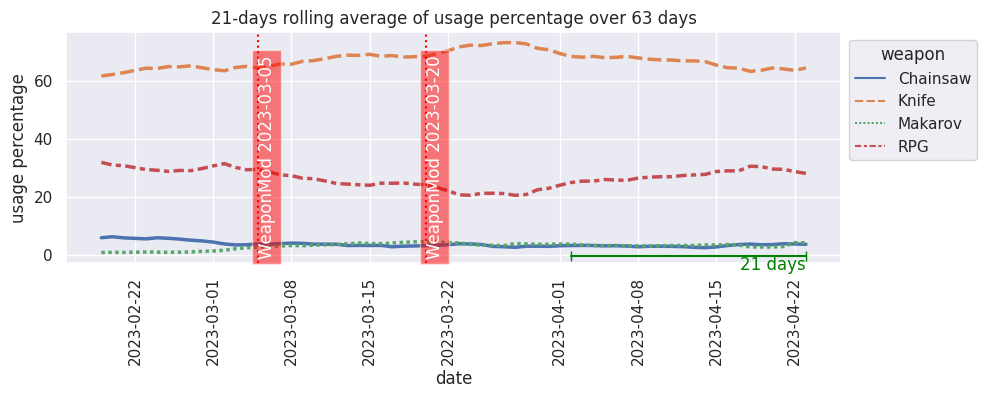 21-days rolling average of usage percentage over 63 days
usage percentage
60
40
20
0
WeaponMod 2023-03-05
WeaponMod 2023-03-20
21 days
2023-02-22
2023-03-01
2023-03-08
2023-03-15
2023-03-22
2023-04-01
2023-04-08
2023-04-15
2023-04-22
date
weapon
Chainsaw
Knife
Makarov
RPG